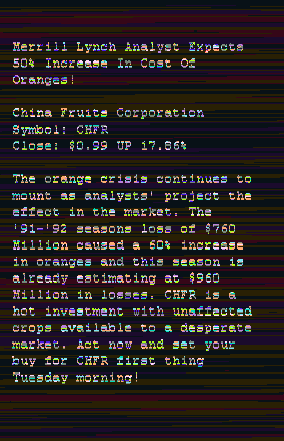 Merrill Lynch Analyst Expects
50% Increase In Cost Of
Oranges!
China Fruits Corporation
Symbol: CHFR
Close: $0.99 UP 17.86%
The orange crisis continues to
mount as analysts' project the
effect in the market. The
'91-'92 seasons loss of $760
Million caused a 60% increase
in oranges and this season is
already estimating at $960
Million in losses. CHFR is a
hot investment with unaffected
crops available to a desperate
market. Act now and set your
buy for CHFR first thing
Tuesday morning!